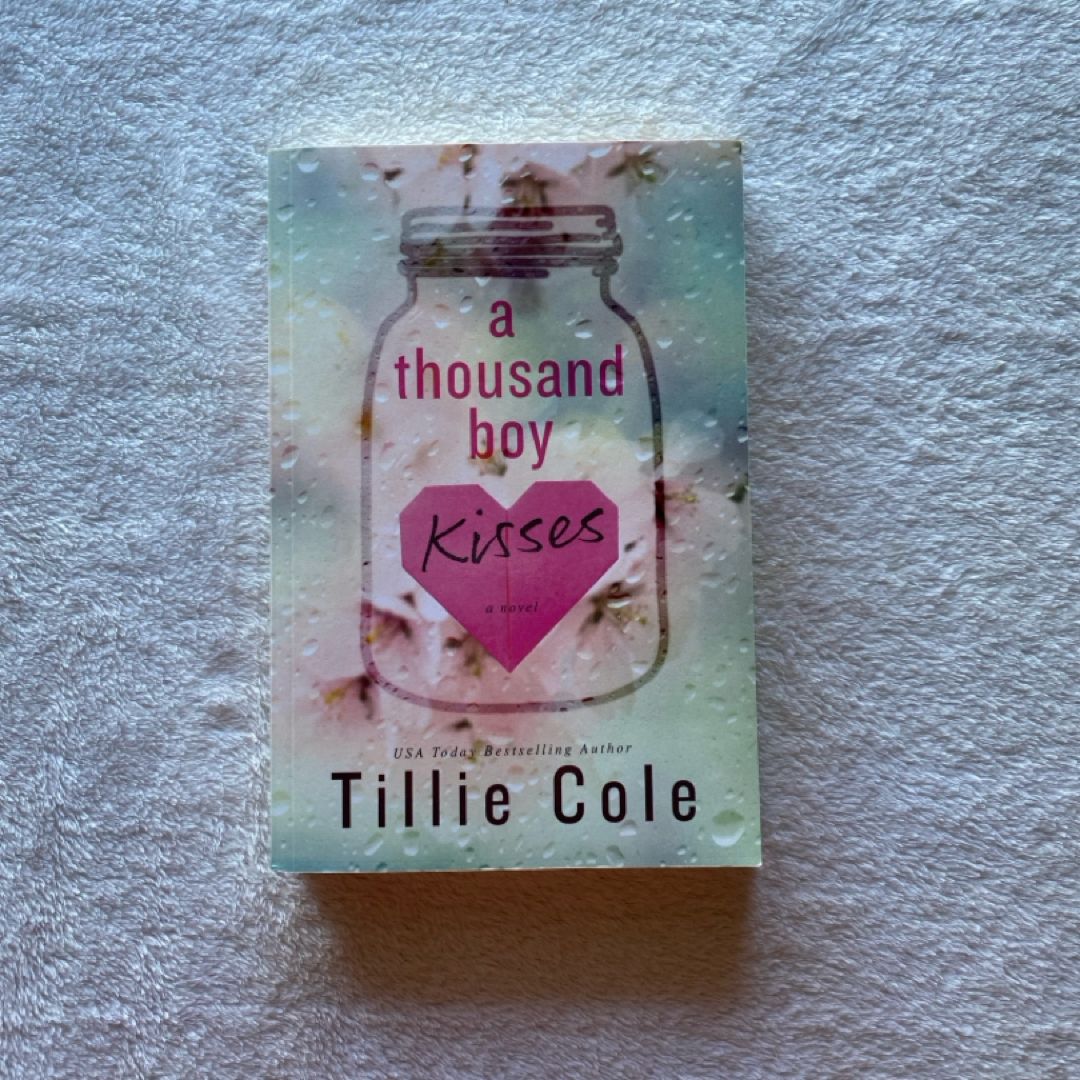 a
thousand
boy
Kisses
a novel
USA Today Bestselling Author
Tillie Cole